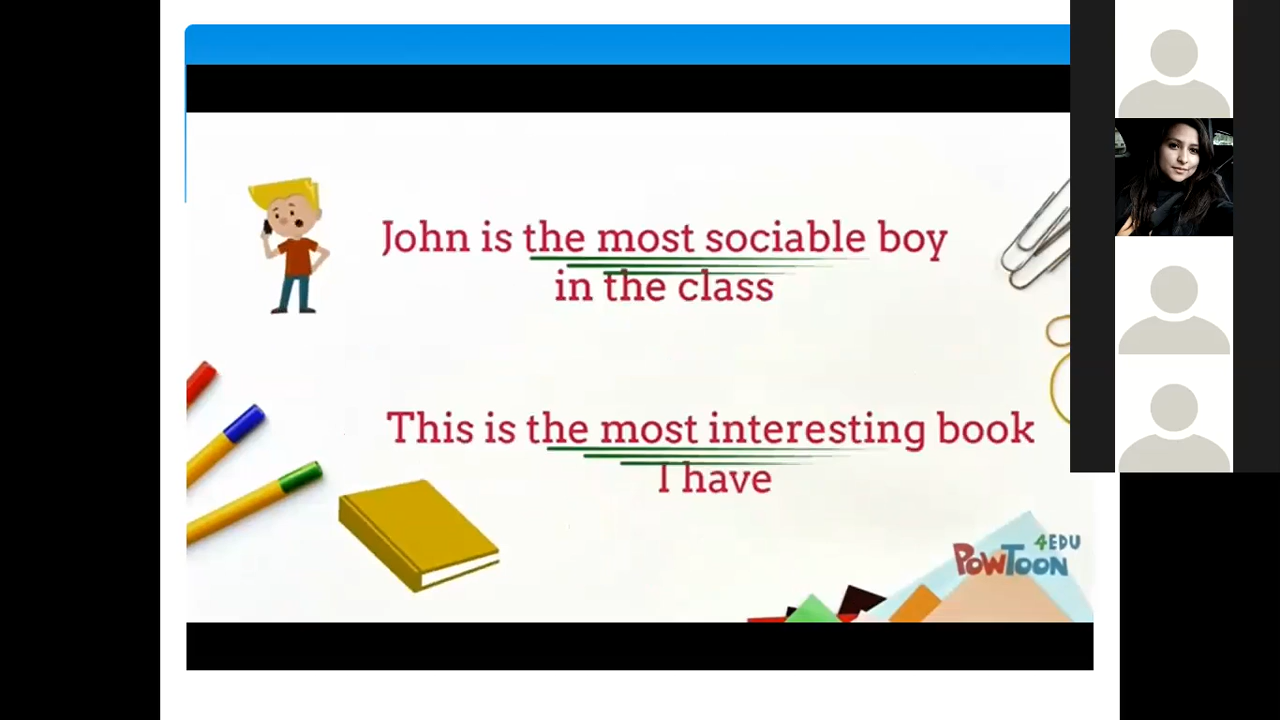 John is the most sociable boy
in the class
This is the most interesting book
I have
4EDU
POWTOON